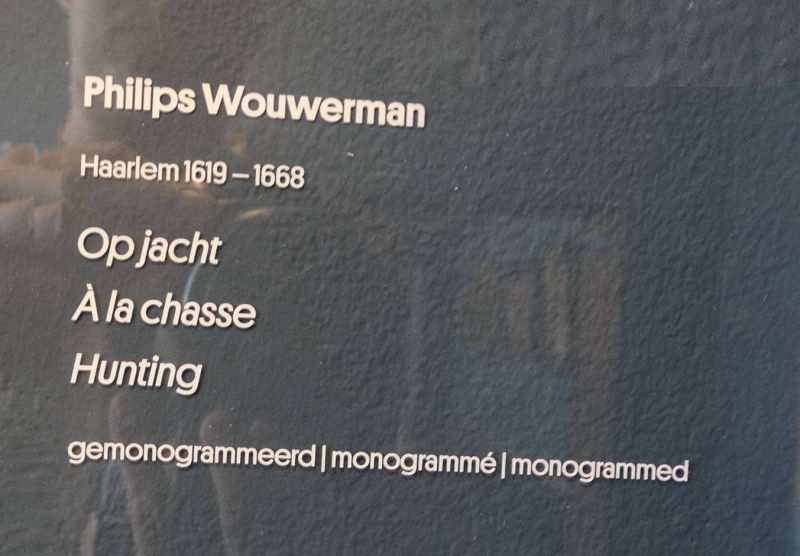 Philips Wouwerman
Haarlem 1619 – 1668
Op jacht
À la chasse
Hunting
gemonogrammeerd | monogrammé | monogrammed